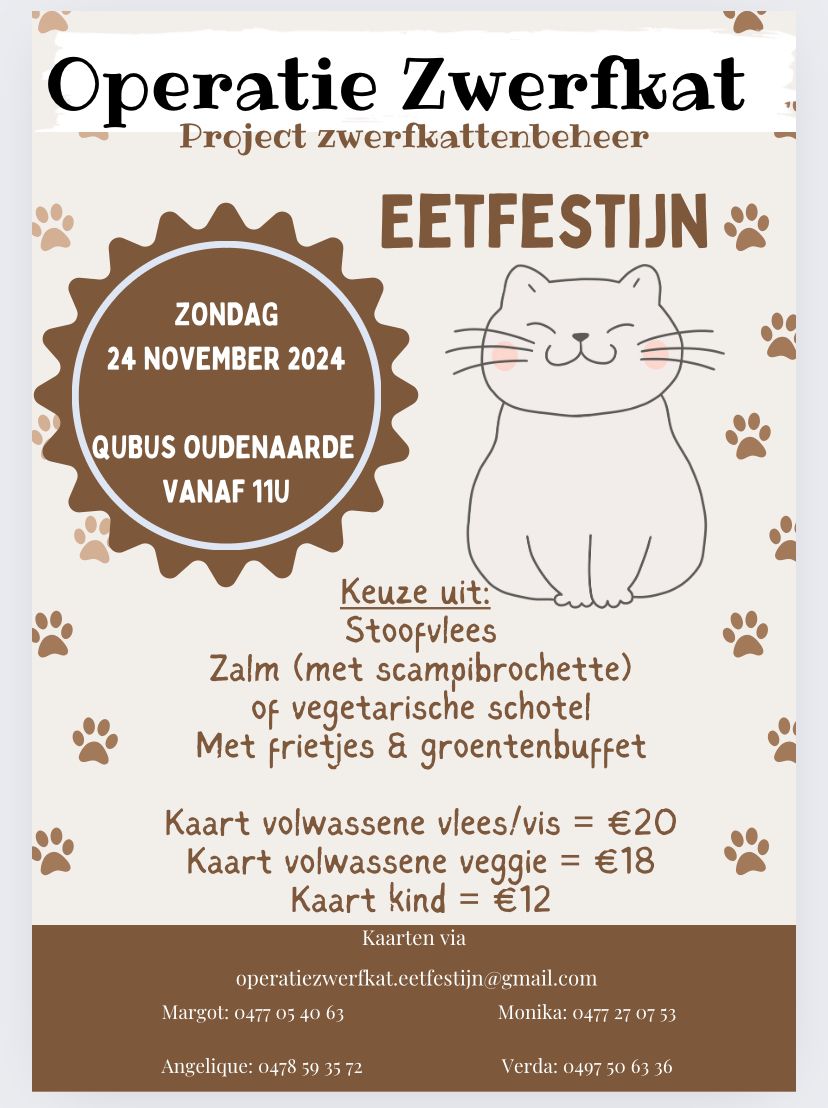 Operatie Zwerfkat
Project zwerfkattenbeheer
EETFESTIJN
ZONDAG
24 NOVEMBER 2024
QUBUS OUDENAARDE
VANAF 11U
Keuze uit:
Stoofvlees
Zalm (met scampibrochette)
of vegetarische schotel
Met frietjes & groentenbuffet
Kaart volwassene vlees/vis = €20
Kaart volwassene veggie = €18
Kaart kind = €12
Kaarten via
operatiezwerfkat.eetfestijn@gmail.com
Margot: 0477 05 40 63
Monika: 0477 27 07 53
Angelique: 0478 59 35 72
Verda: 0497 50 63 36